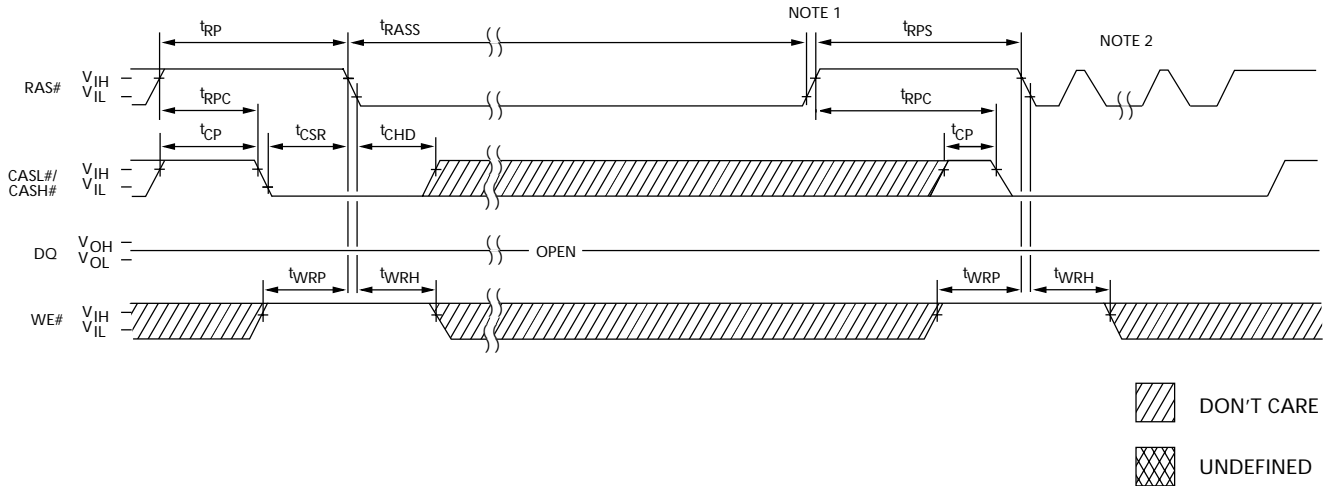 NOTE 1
tRP
tRASS
tRPS
NOTE 2
RAS#
VIH
VIL
tRPC
tRPC
tCP
tCSR
tCHD
tCP
CASL#/
CASH#
VIH
VIL
DQ
VOH
VOL
OPEN
tWRP
tWRH
tWRP
tWRH
WE#
VIH
VIL
DON'T CARE
UNDEFINED